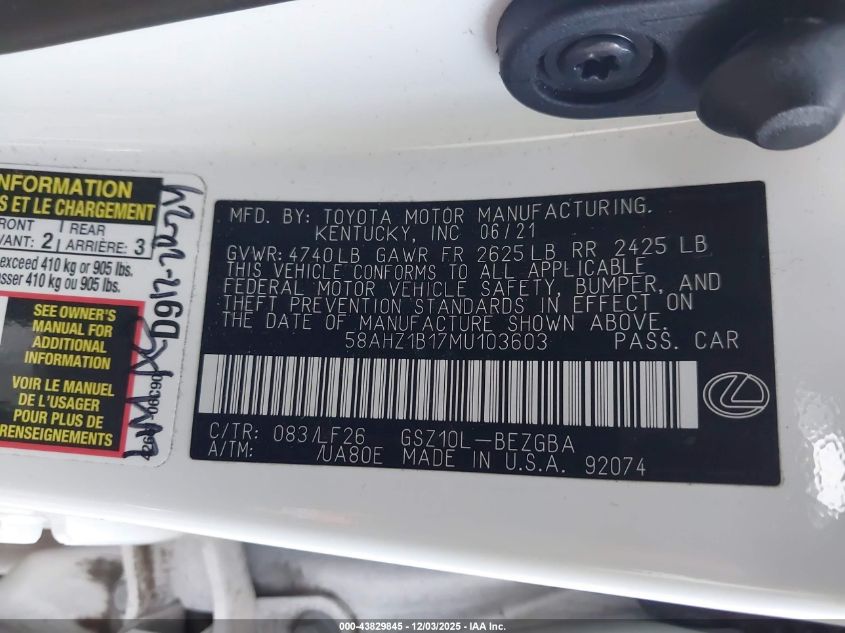 NFORMATION
S ET LE CHARGEMENT
RONT
VANT: 2
REAR
ARRIÈRE: 3
exceed 410 kg or 905 lbs.
asser 410 kg ou 905 lbs.
SEE OWNER'S
MANUAL FOR
ADDITIONAL
INFORMATION
VOIR LE MANUEL
DE L'USAGER
POUR PLUS DE
RENSEIGNEMENTS
MFD. BY: TOYOTA MOTOR MANUFACTURING,
KENTUCKY, INC 06/21
GVWR: 4740LB GAWR FR 2625LB RR 2425 LB
THIS VEHICLE CONFORMS TO ALL APPLICABLE
FEDERAL MOTOR VEHICLE SAFETY, BUMPER, AND
THEFT PREVENTION STANDARDS IN EFFECT ON
THE DATE OF MANUFACTURE SHOWN ABOVE.
58AHZ1B17MU103603 PASS. CAR
C/TR: 083/LF26 GSZ10L-BEZGBA
A/TM: /UA80E MADE IN U.S.A. 92074
000-43829845 - 12/03/2025 - IAA Inc.